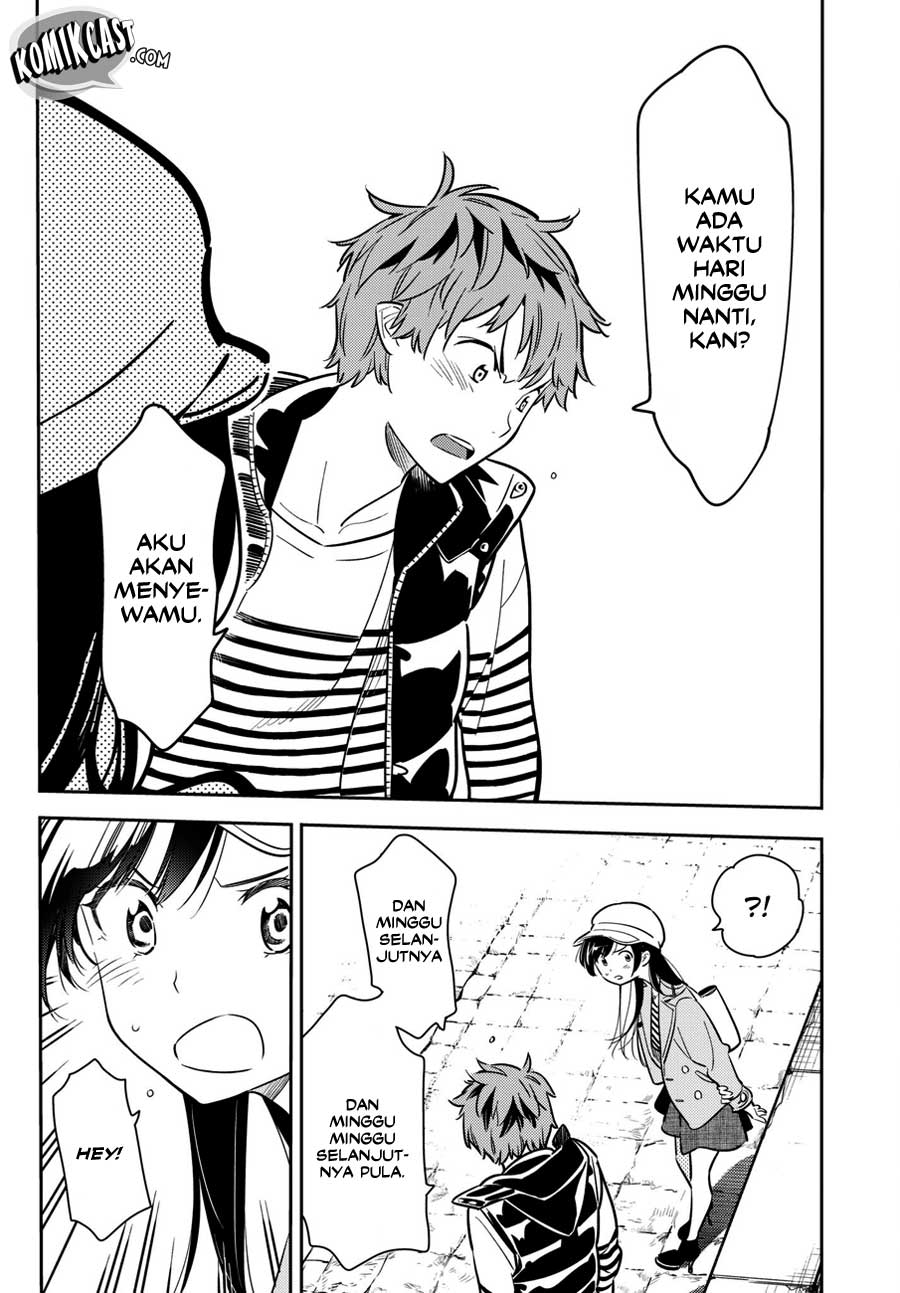 KOMIKCAST
.COM
KAMU
ADA
WAKTU
HARI
MINGGU
NANTI,
KAN?
AKU
AKAN
MENYE-
WAMU.
?!
DAN
MINGGU
SELAN-
JUTNYA
DAN
MINGGU
MINGGU
SELANJUT-
NYA PULA.
HEY!